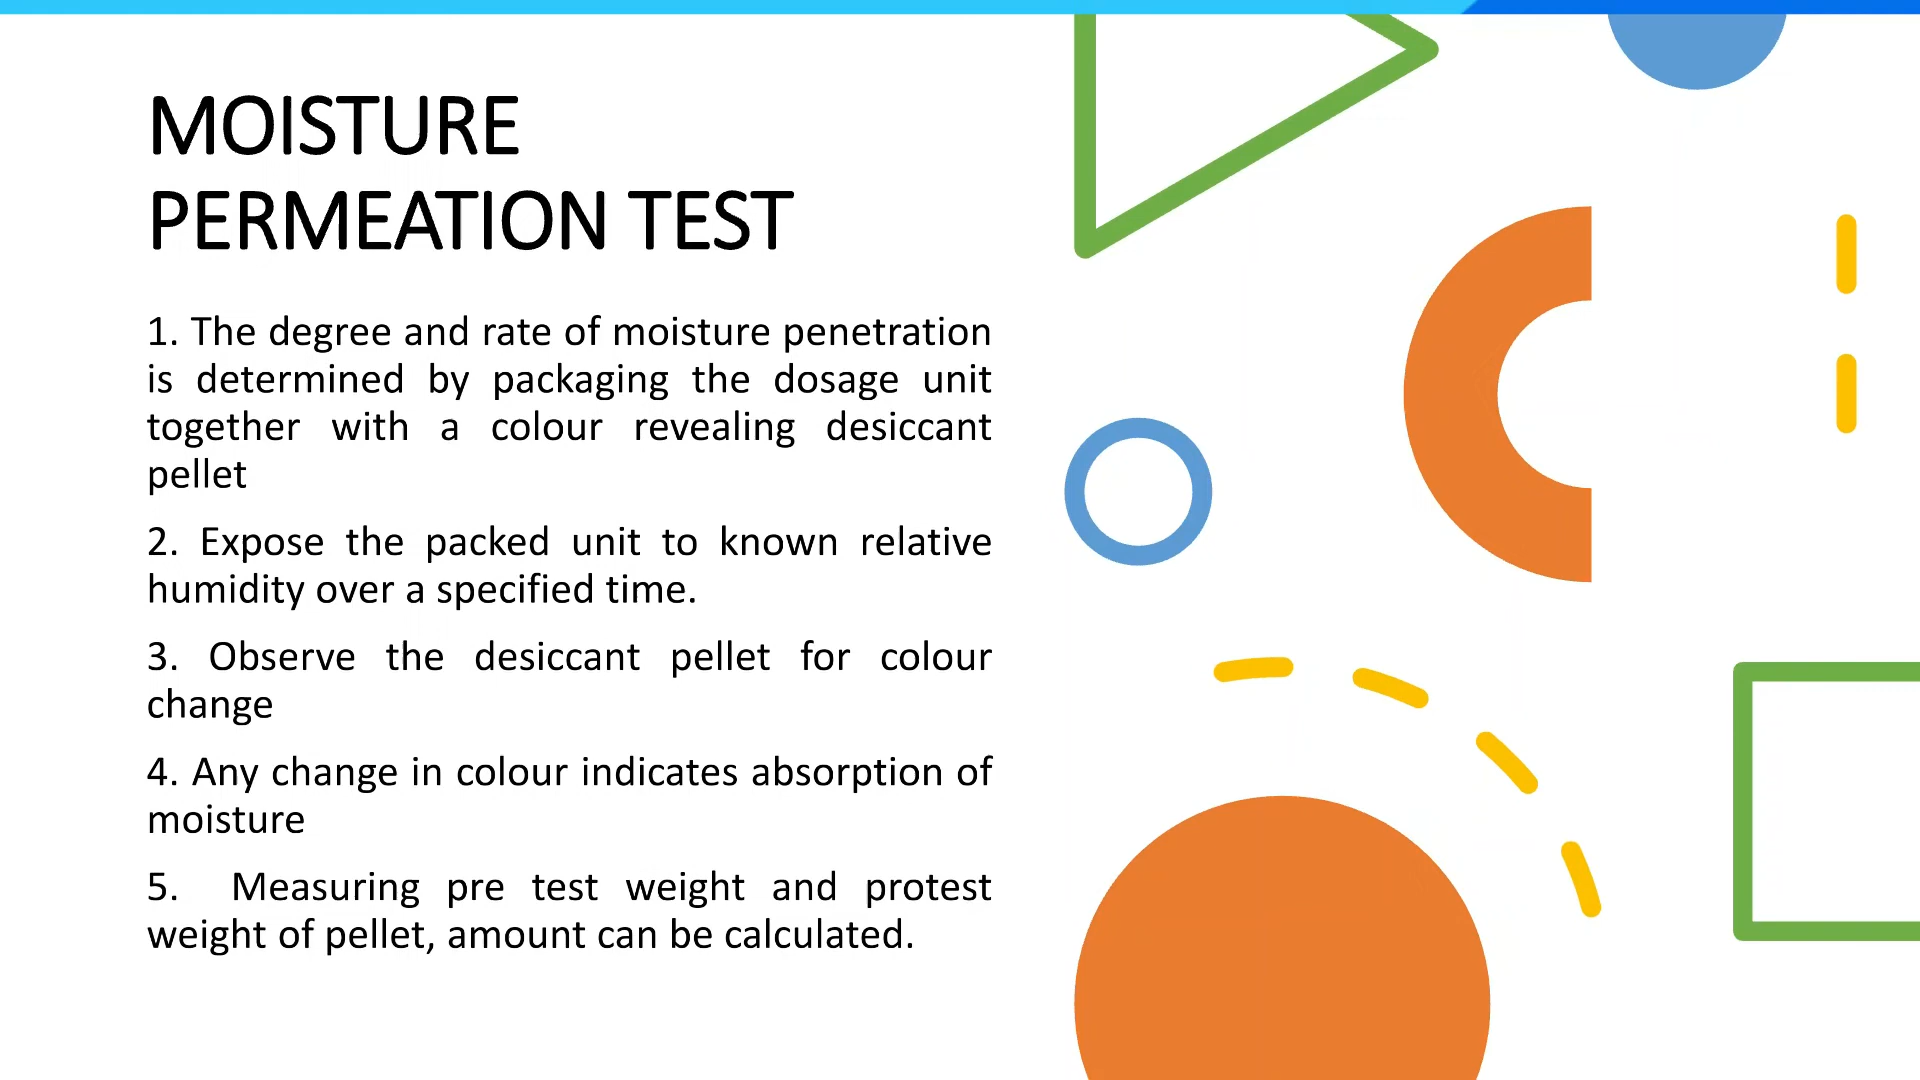 MOISTURE
PERMEATION TEST
1. The degree and rate of moisture penetration
is determined by packaging the dosage unit
together with a colour revealing desiccant
pellet
2. Expose the packed unit to known relative
humidity over a specified time.
3. Observe the desiccant pellet for colour
change
4. Any change in colour indicates absorption of
moisture
5. Measuring pre test weight and protest
weight of pellet, amount can be calculated.